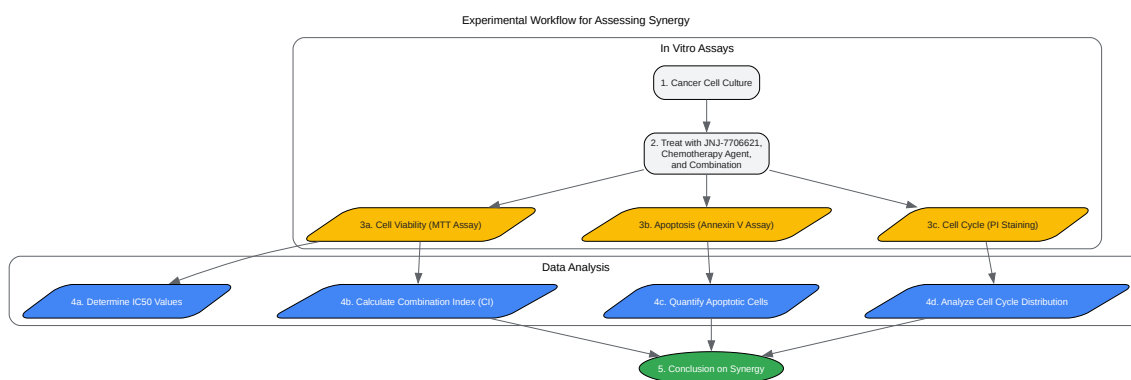 Experimental Workflow for Assessing Synergy
In Vitro Assays
1. Cancer Cell Culture
2. Treat with JNJ-7706621,
Chemotherapy Agent,
and Combination
3a. Cell Viability (MTT Assay)
3b. Apoptosis (Annexin V Assay)
3c. Cell Cycle (PI Staining)
Data Analysis
4a. Determine IC50 Values
4b. Calculate Combination Index (CI)
4c. Quantify Apoptotic Cells
4d. Analyze Cell Cycle Distribution
5. Conclusion on Synergy